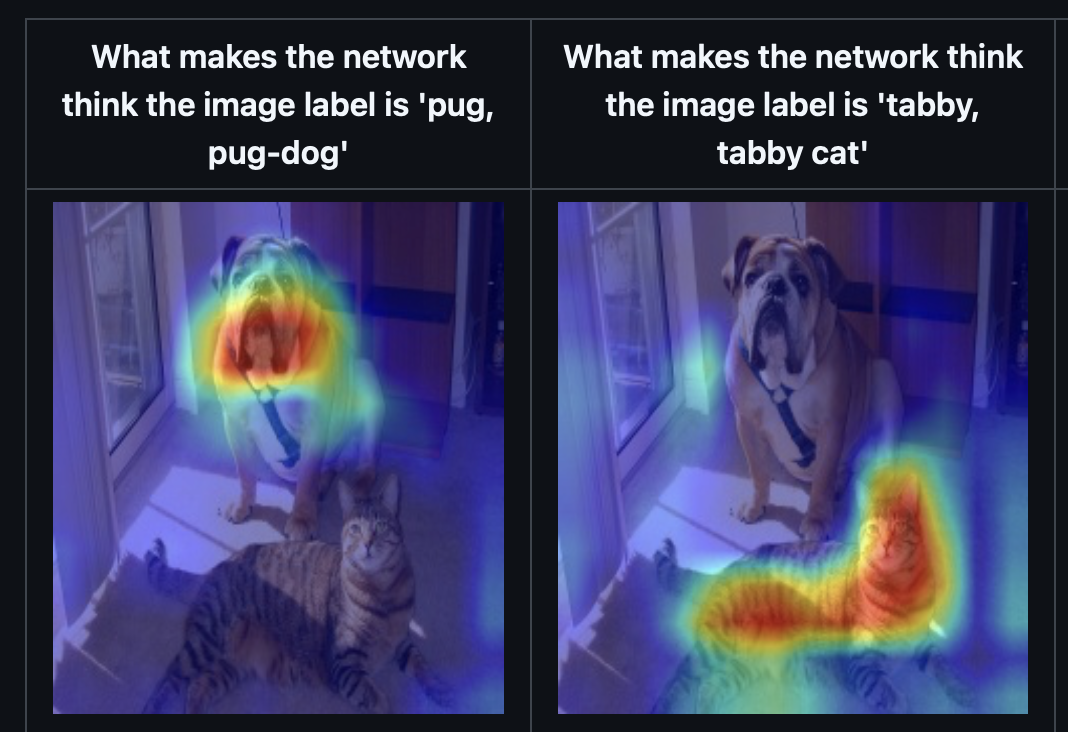 What makes the network
think the image label is 'pug,
pug-dog'
What makes the network think
the image label is 'tabby,
tabby cat'